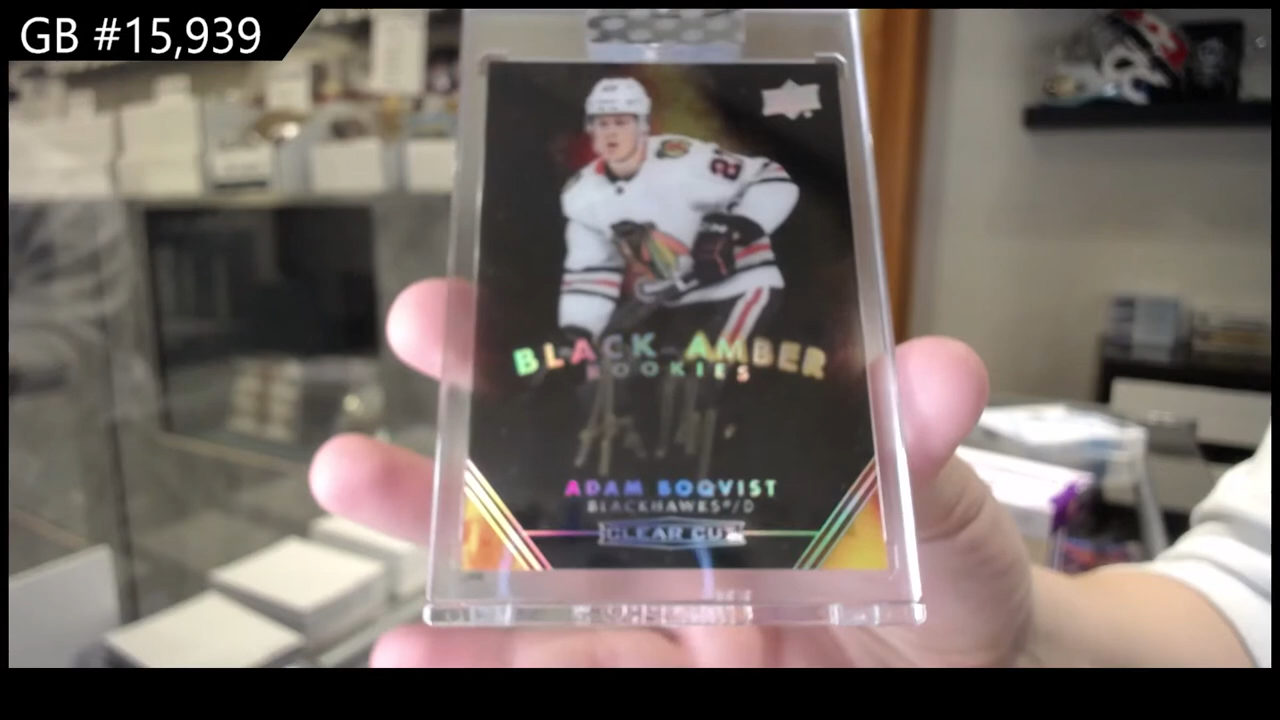 GB #15,939
BLACK-AMBER
ROOKIES
ADAM BOQVIST
BLACKHAWKS®/D
CLEAR CUT